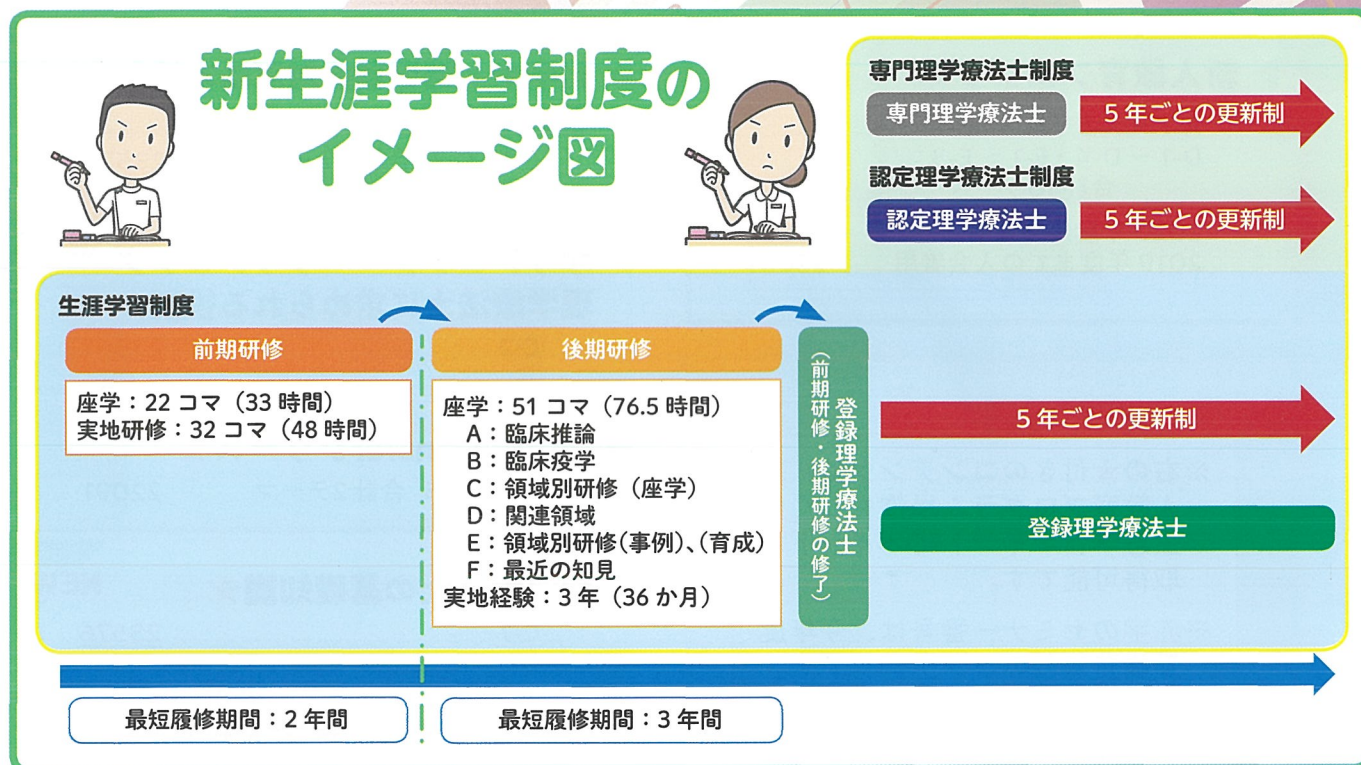 新生涯学習制度の
イメージ図
専門理学療法士制度
専門理学療法士
5年ごとの更新制
認定理学療法士制度
認定理学療法士
5年ごとの更新制
生涯学習制度
前期研修
座学：22コマ（33時間）
実地研修：32コマ（48時間）
後期研修
座学：51コマ（76.5時間）
A：臨床推論
B：臨床疫学
C：領域別研修（座学）
D：関連領域
E：領域別研修(事例)、(育成)
F：最近の知見
実地経験：3年（36か月）
登録理学療法士
（前期研修・後期研修の修了）
5年ごとの更新制
登録理学療法士
最短履修期間：2年間
最短履修期間：3年間